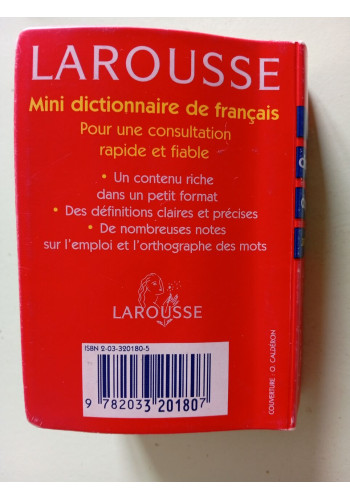 LAROUSSE
Mini dictionnaire de français
Pour une consultation
rapide et fiable
• Un contenu riche
dans un petit format
• Des définitions claires et précises
• De nombreuses notes
sur l'emploi et l'orthographe des mots
LAROUSSE
ISBN 2-03-320180-5
9 782033 201807
COUVERTURE : O. CALDÉRON